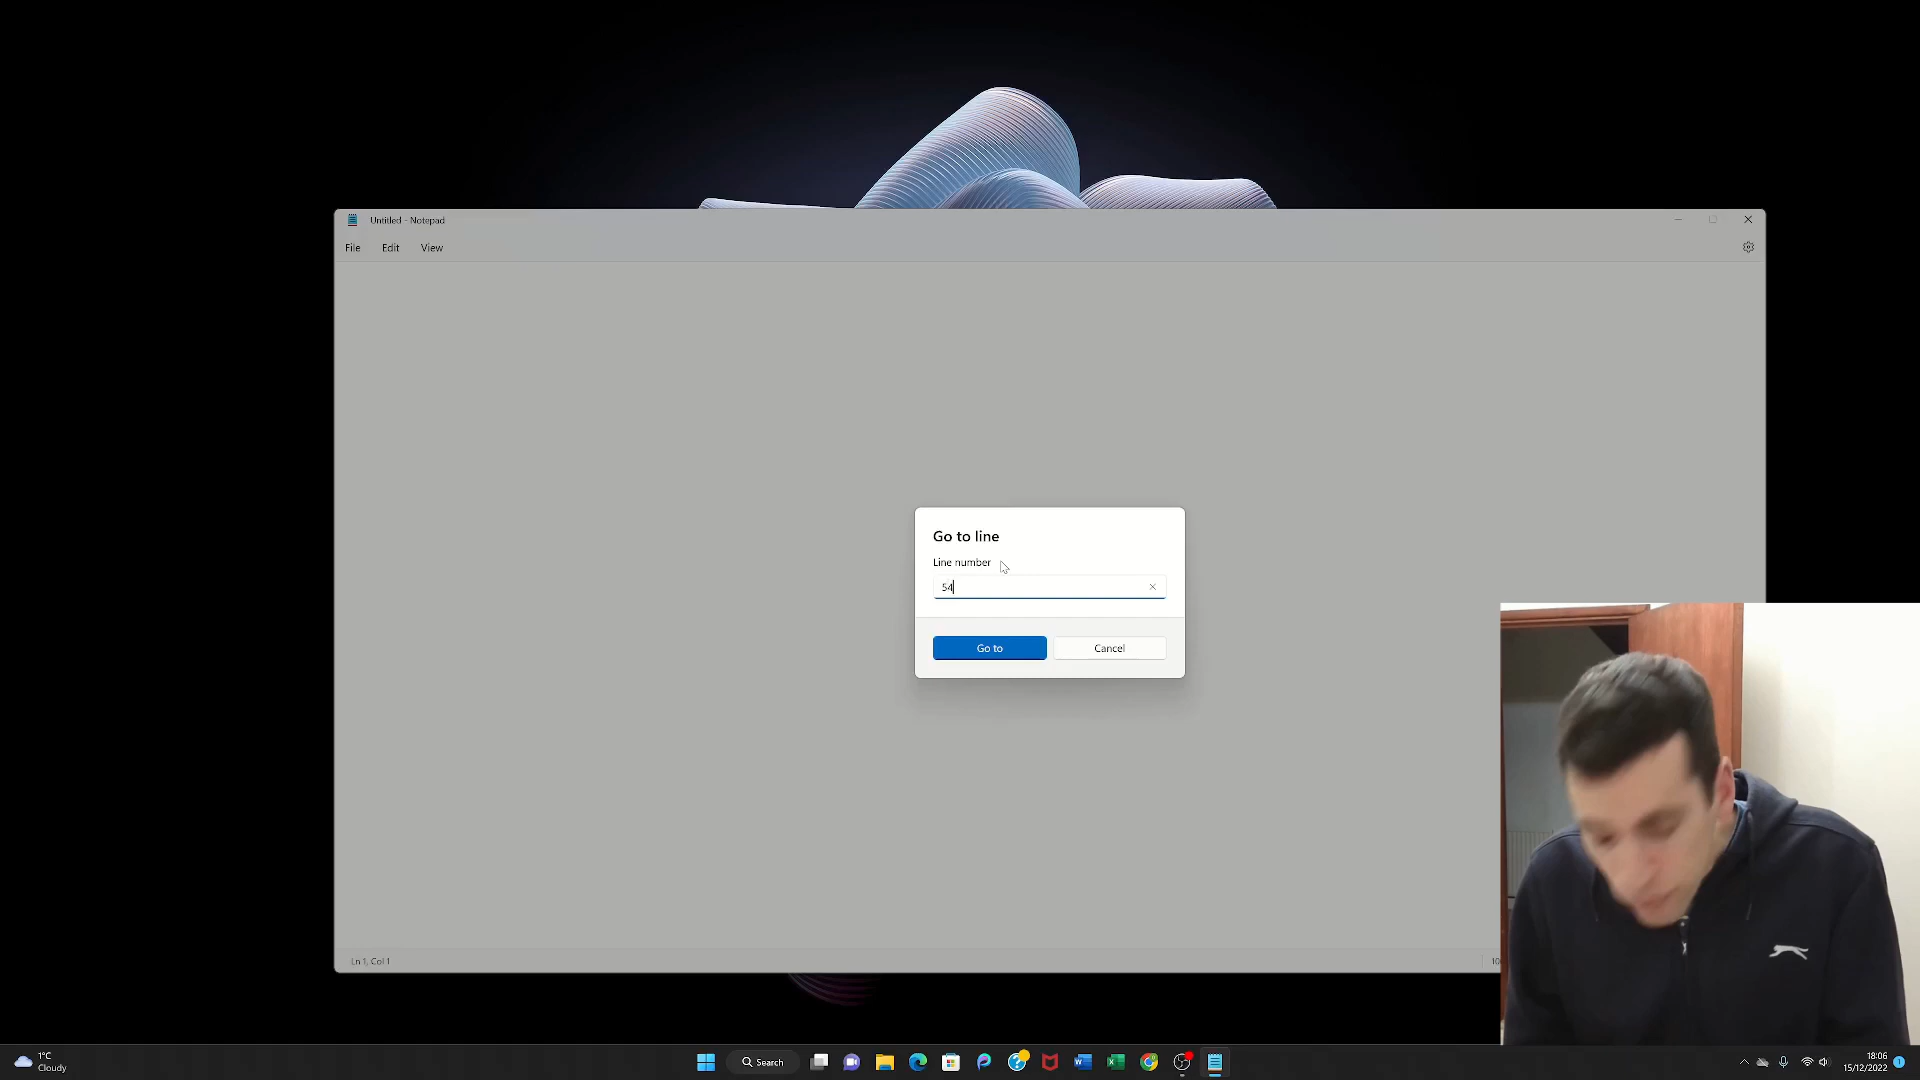 Untitled - Notepad
File Edit View
Go to line
Line number
54
Go to Cancel
Ln 1, Col 1
1°C
Cloudy
Search
18:06
15/12/2022
1